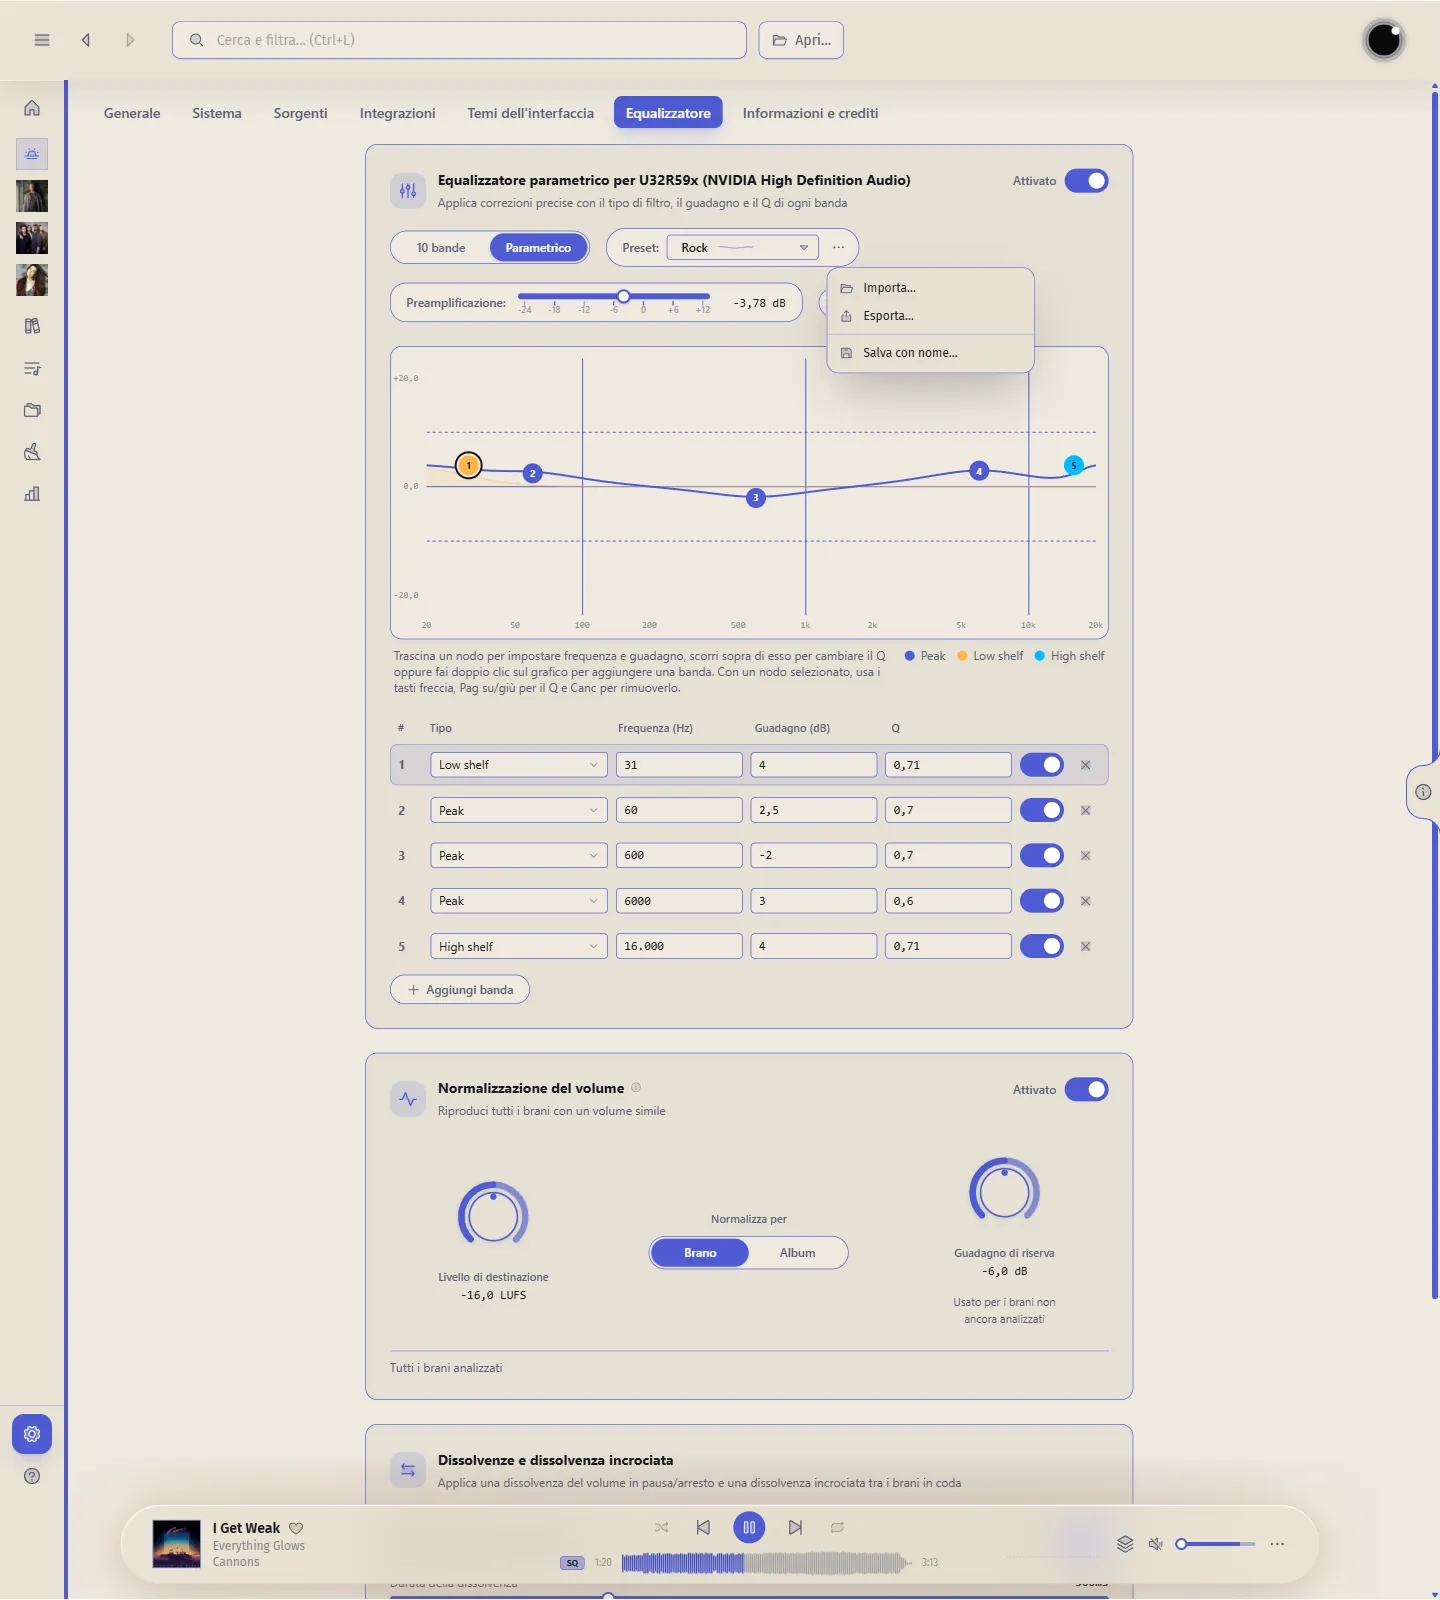 Cerca e filtra... (Ctrl+L)
Apri...
Generale
Sistema
Sorgenti
Integrazioni
Temi dell'interfaccia
Equalizzatore
Informazioni e crediti
Equalizzatore parametrico per U32R59x (NVIDIA High Definition Audio)
Applica correzioni precise con il tipo di filtro, il guadagno e il Q di ogni banda
Attivato
10 bande
Parametrico
Preset:
Rock
Importa...
Esporta...
Salva con nome...
Preamplificazione:
-24 -18 -12 -6 0 +6 +12
-3,78 dB
+20,0
0,0
-20,0
1
2
3
4
5
20 50 100 200 500 1k 2k 5k 10k 20k
Trascina un nodo per impostare frequenza e guadagno, scorri sopra di esso per cambiare il Q
oppure fai doppio clic sul grafico per aggiungere una banda. Con un nodo selezionato, usa i
tasti freccia, Pag su/giù per il Q e Canc per rimuoverlo.
Peak
Low shelf
High shelf
# Tipo Frequenza (Hz) Guadagno (dB) Q
1 Low shelf 31 4 0,71
2 Peak 60 2,5 0,7
3 Peak 600 -2 0,7
4 Peak 6000 3 0,6
5 High shelf 16.000 4 0,71
Aggiungi banda
Normalizzazione del volume
Riproduci tutti i brani con un volume simile
Attivato
Livello di destinazione
-16,0 LUFS
Normalizza per
Brano
Album
Guadagno di riserva
-6,0 dB
Usato per i brani non
ancora analizzati
Tutti i brani analizzati
Dissolvenze e dissolvenza incrociata
Applica una dissolvenza del volume in pausa/arresto e una dissolvenza incrociata tra i brani in coda
I Get Weak
Everything Glows
Cannons
SQ
1:20
3:13
Durata della dissolvenza